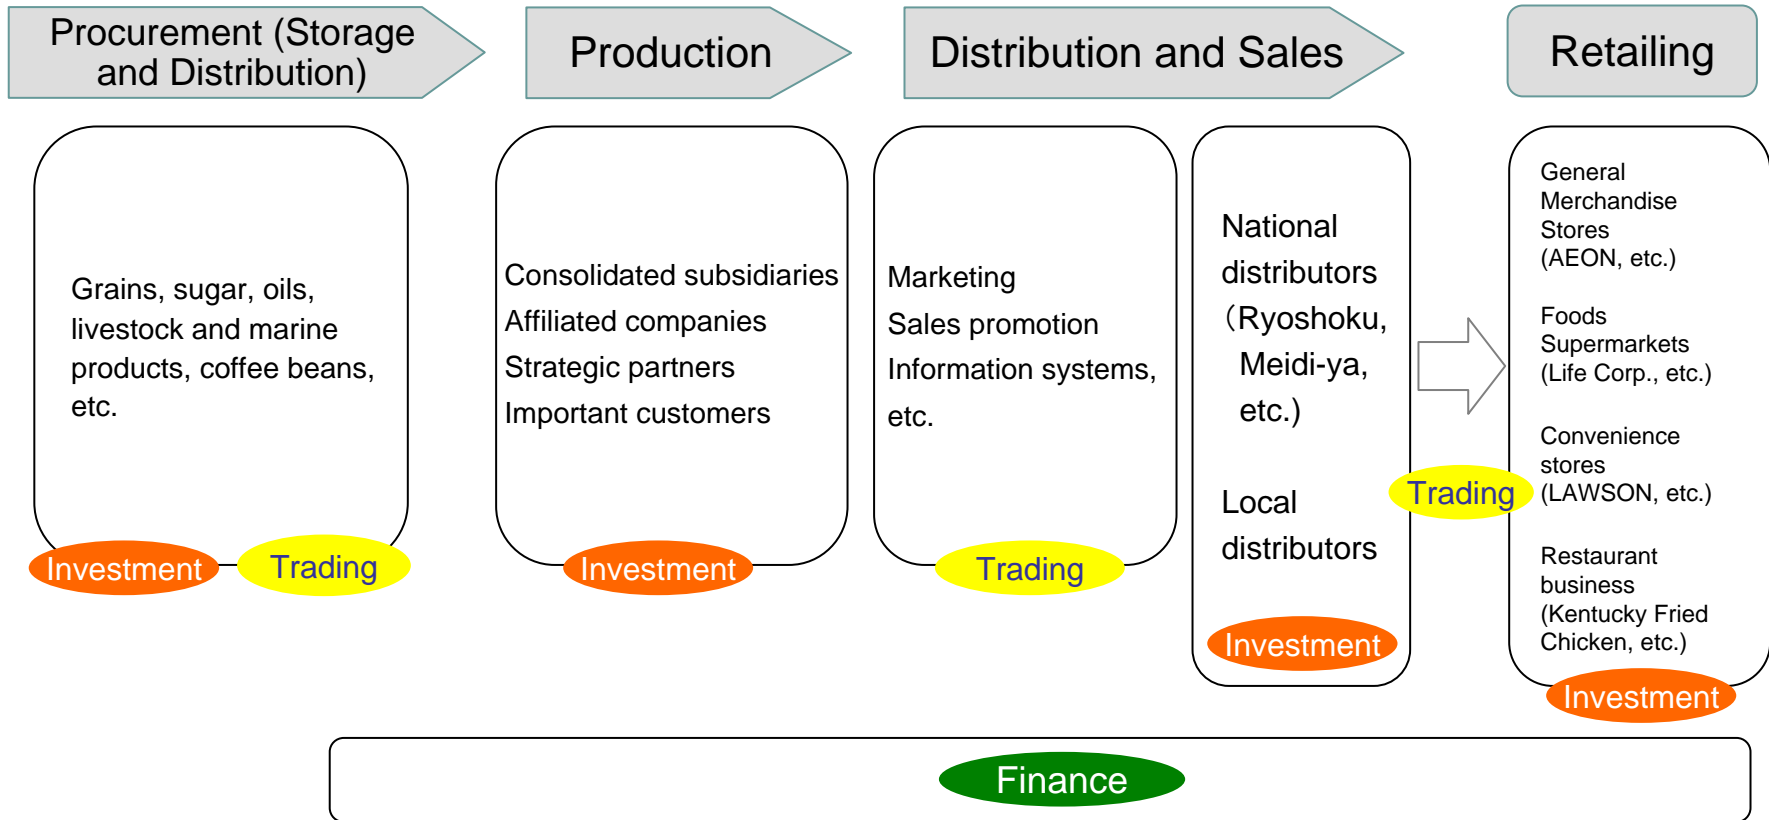 Procurement (Storage
and Distribution)
Production
Distribution and Sales
Retailing
Grains, sugar, oils,
livestock and marine
products, coffee beans,
etc.
Investment
Trading
Consolidated subsidiaries
Affiliated companies
Strategic partners
Important customers
Investment
Marketing
Sales promotion
Information systems,
etc.
Trading
National
distributors
（Ryoshoku,
Meidi-ya,
etc.)
Local
distributors
Investment
Trading
General
Merchandise
Stores
(AEON, etc.)
Foods
Supermarkets
(Life Corp., etc.)
Convenience
stores
(LAWSON, etc.)
Restaurant
business
(Kentucky Fried
Chicken, etc.)
Investment
Finance